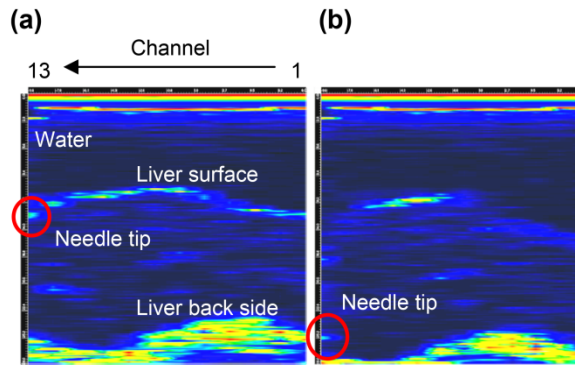 (a)
(b)
Channel
13
1
Water
Liver surface
Needle tip
Liver back side
Needle tip